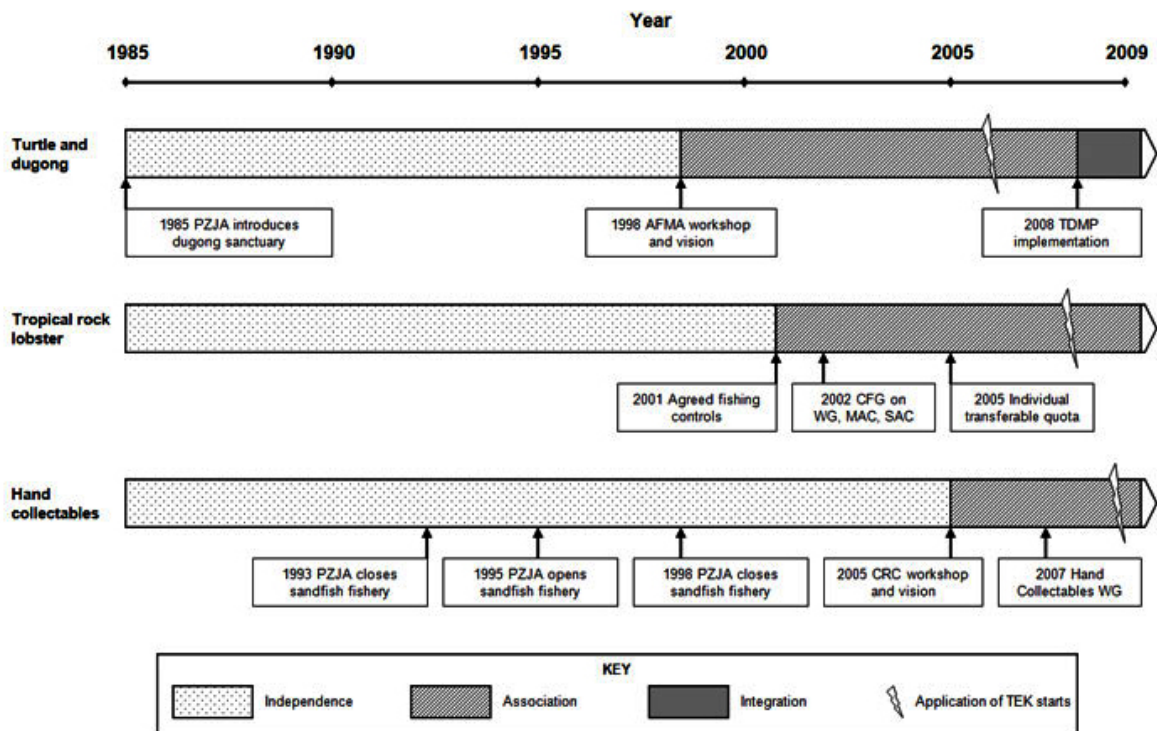 Year
1985 1990 1995 2000 2005 2009
Turtle and
dugong
1985 PZJA introduces
dugong sanctuary
1998 AFMA workshop
and vision
2008 TDMP
implementation
Tropical rock
lobster
2001 Agreed fishing
controls
2002 CFG on
WG, MAC, SAC
2005 Individual
transferable quota
Hand
collectables
1993 PZJA closes
sandfish fishery
1995 PZJA opens
sandfish fishery
1998 PZJA closes
sandfish fishery
2005 CRC workshop
and vision
2007 Hand
Collectables WG
KEY
Independence
Association
Integration
Application of TEK starts